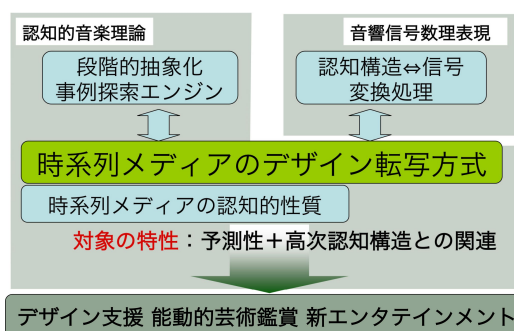 認知的音楽理論
音響信号数理表現
段階的抽象化
事例探索エンジン
認知構造⇔信号
変換処理
時系列メディアのデザイン転写方式
時系列メディアの認知的性質
対象の特性：予測性＋高次認知構造との関連
デザイン支援 能動的芸術鑑賞 新エンタテインメント